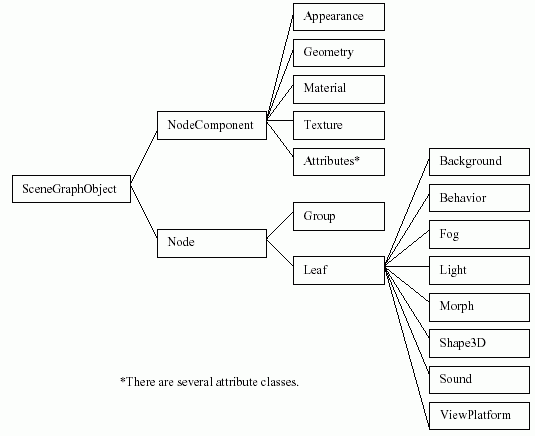 Appearance
Geometry
Material
NodeComponent
Texture
Attributes*
Background
SceneGraphObject
Behavior
Group
Fog
Node
Leaf
Light
Morph
Shape3D
*There are several attribute classes.
Sound
ViewPlatform